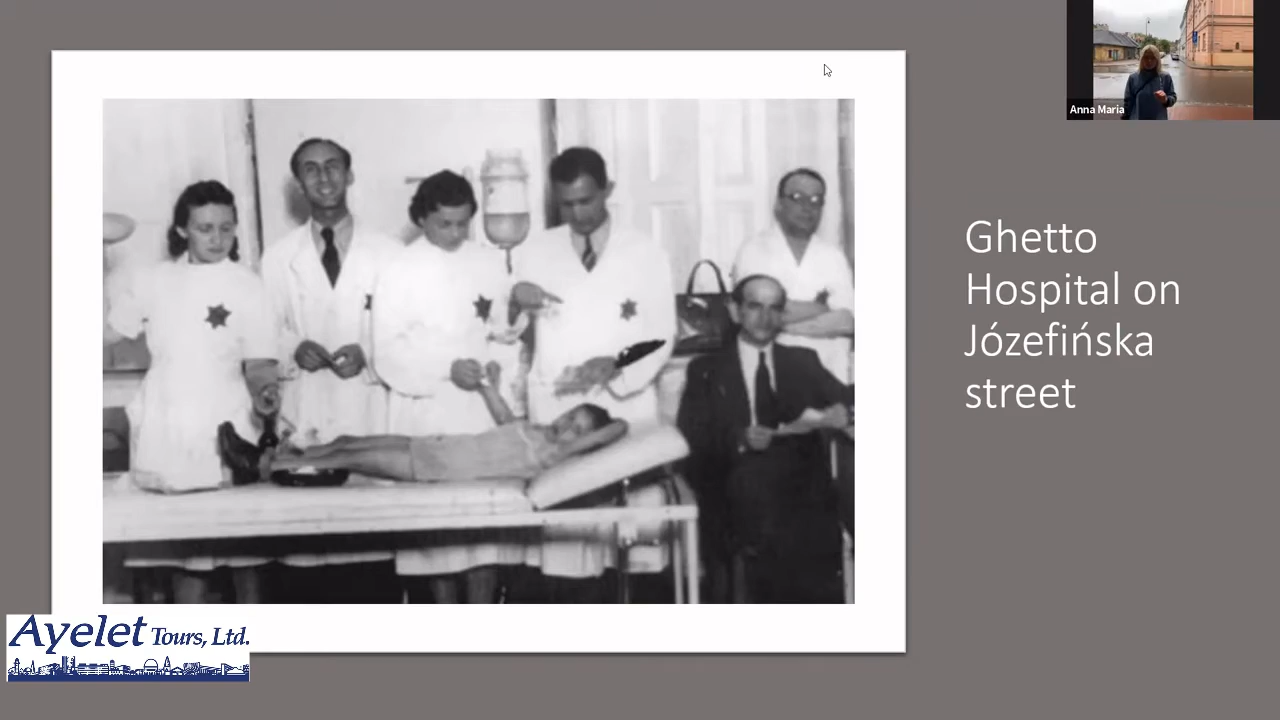 Anna Maria
Ghetto
Hospital on
Józefińska
street
Ayelet Tours, Ltd.